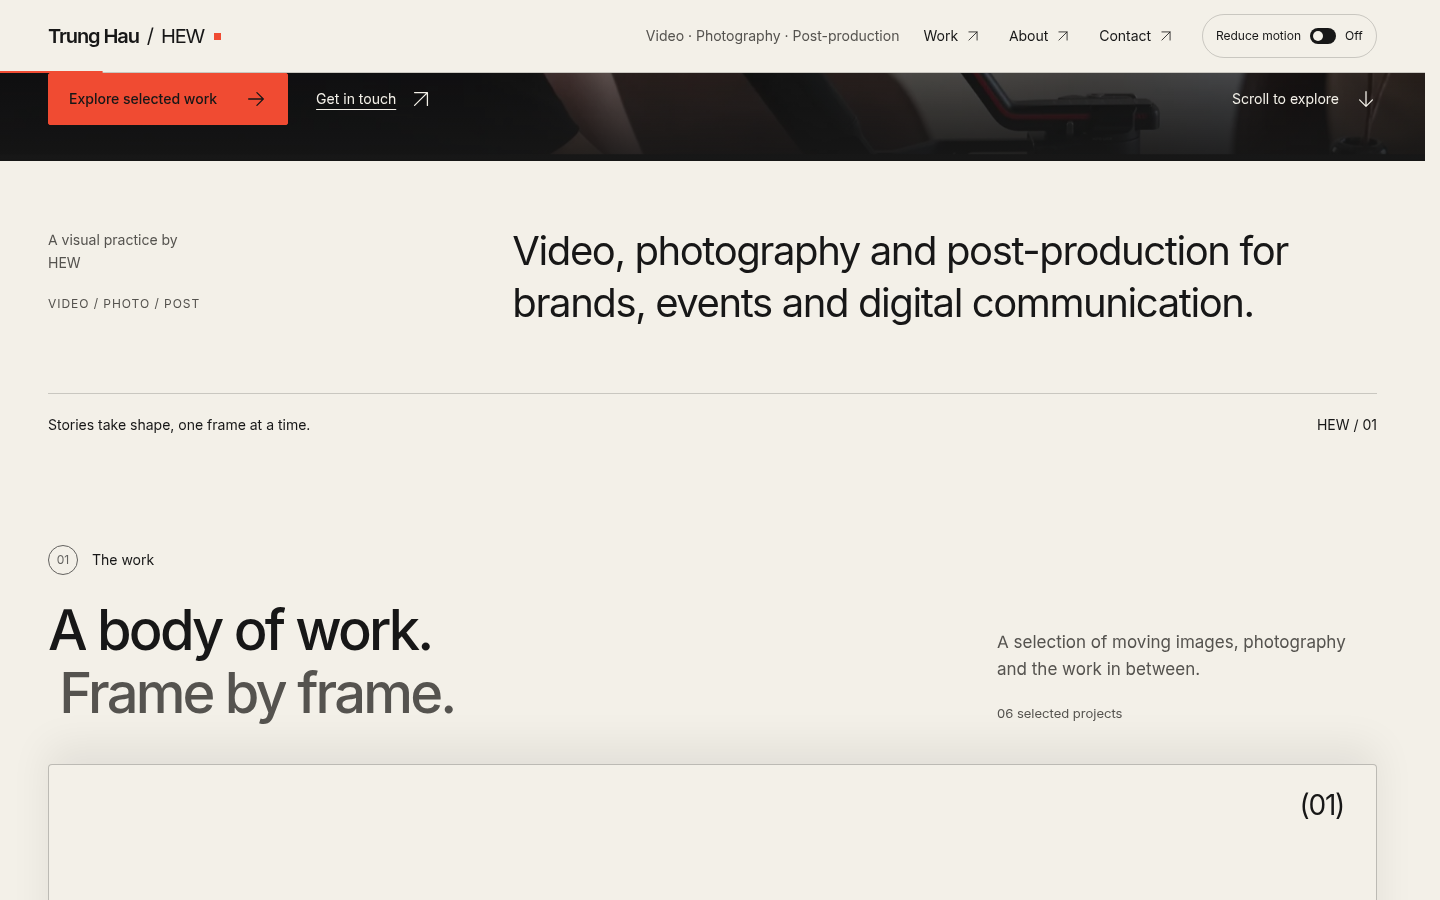 Trung Hau / HEW
Video · Photography · Post-production
Work
About
Contact
Reduce motion Off
Explore selected work
Get in touch
Scroll to explore
A visual practice by
HEW
VIDEO / PHOTO / POST
Video, photography and post-production for
brands, events and digital communication.
Stories take shape, one frame at a time.
HEW / 01
01 The work
A body of work.
Frame by frame.
A selection of moving images, photography
and the work in between.
06 selected projects
(01)